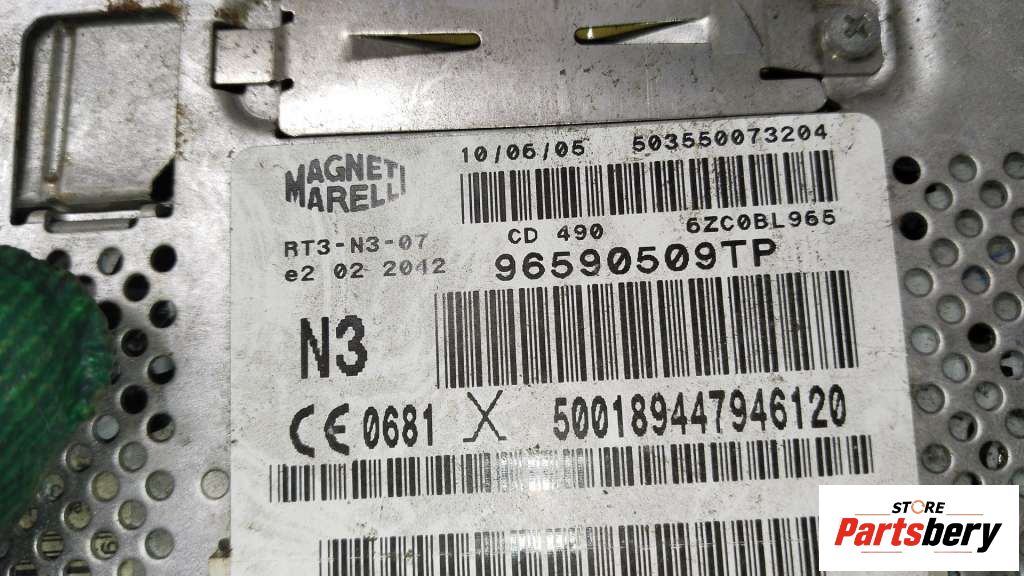 10/06/05 503550073204
MAGNETI
MARELLI
RT3-N3-07 CD 490 6ZC0BL965
e2 02 2042 96590509TP
N3
CE 0681 X 500189447946120
STORE
Partsbery